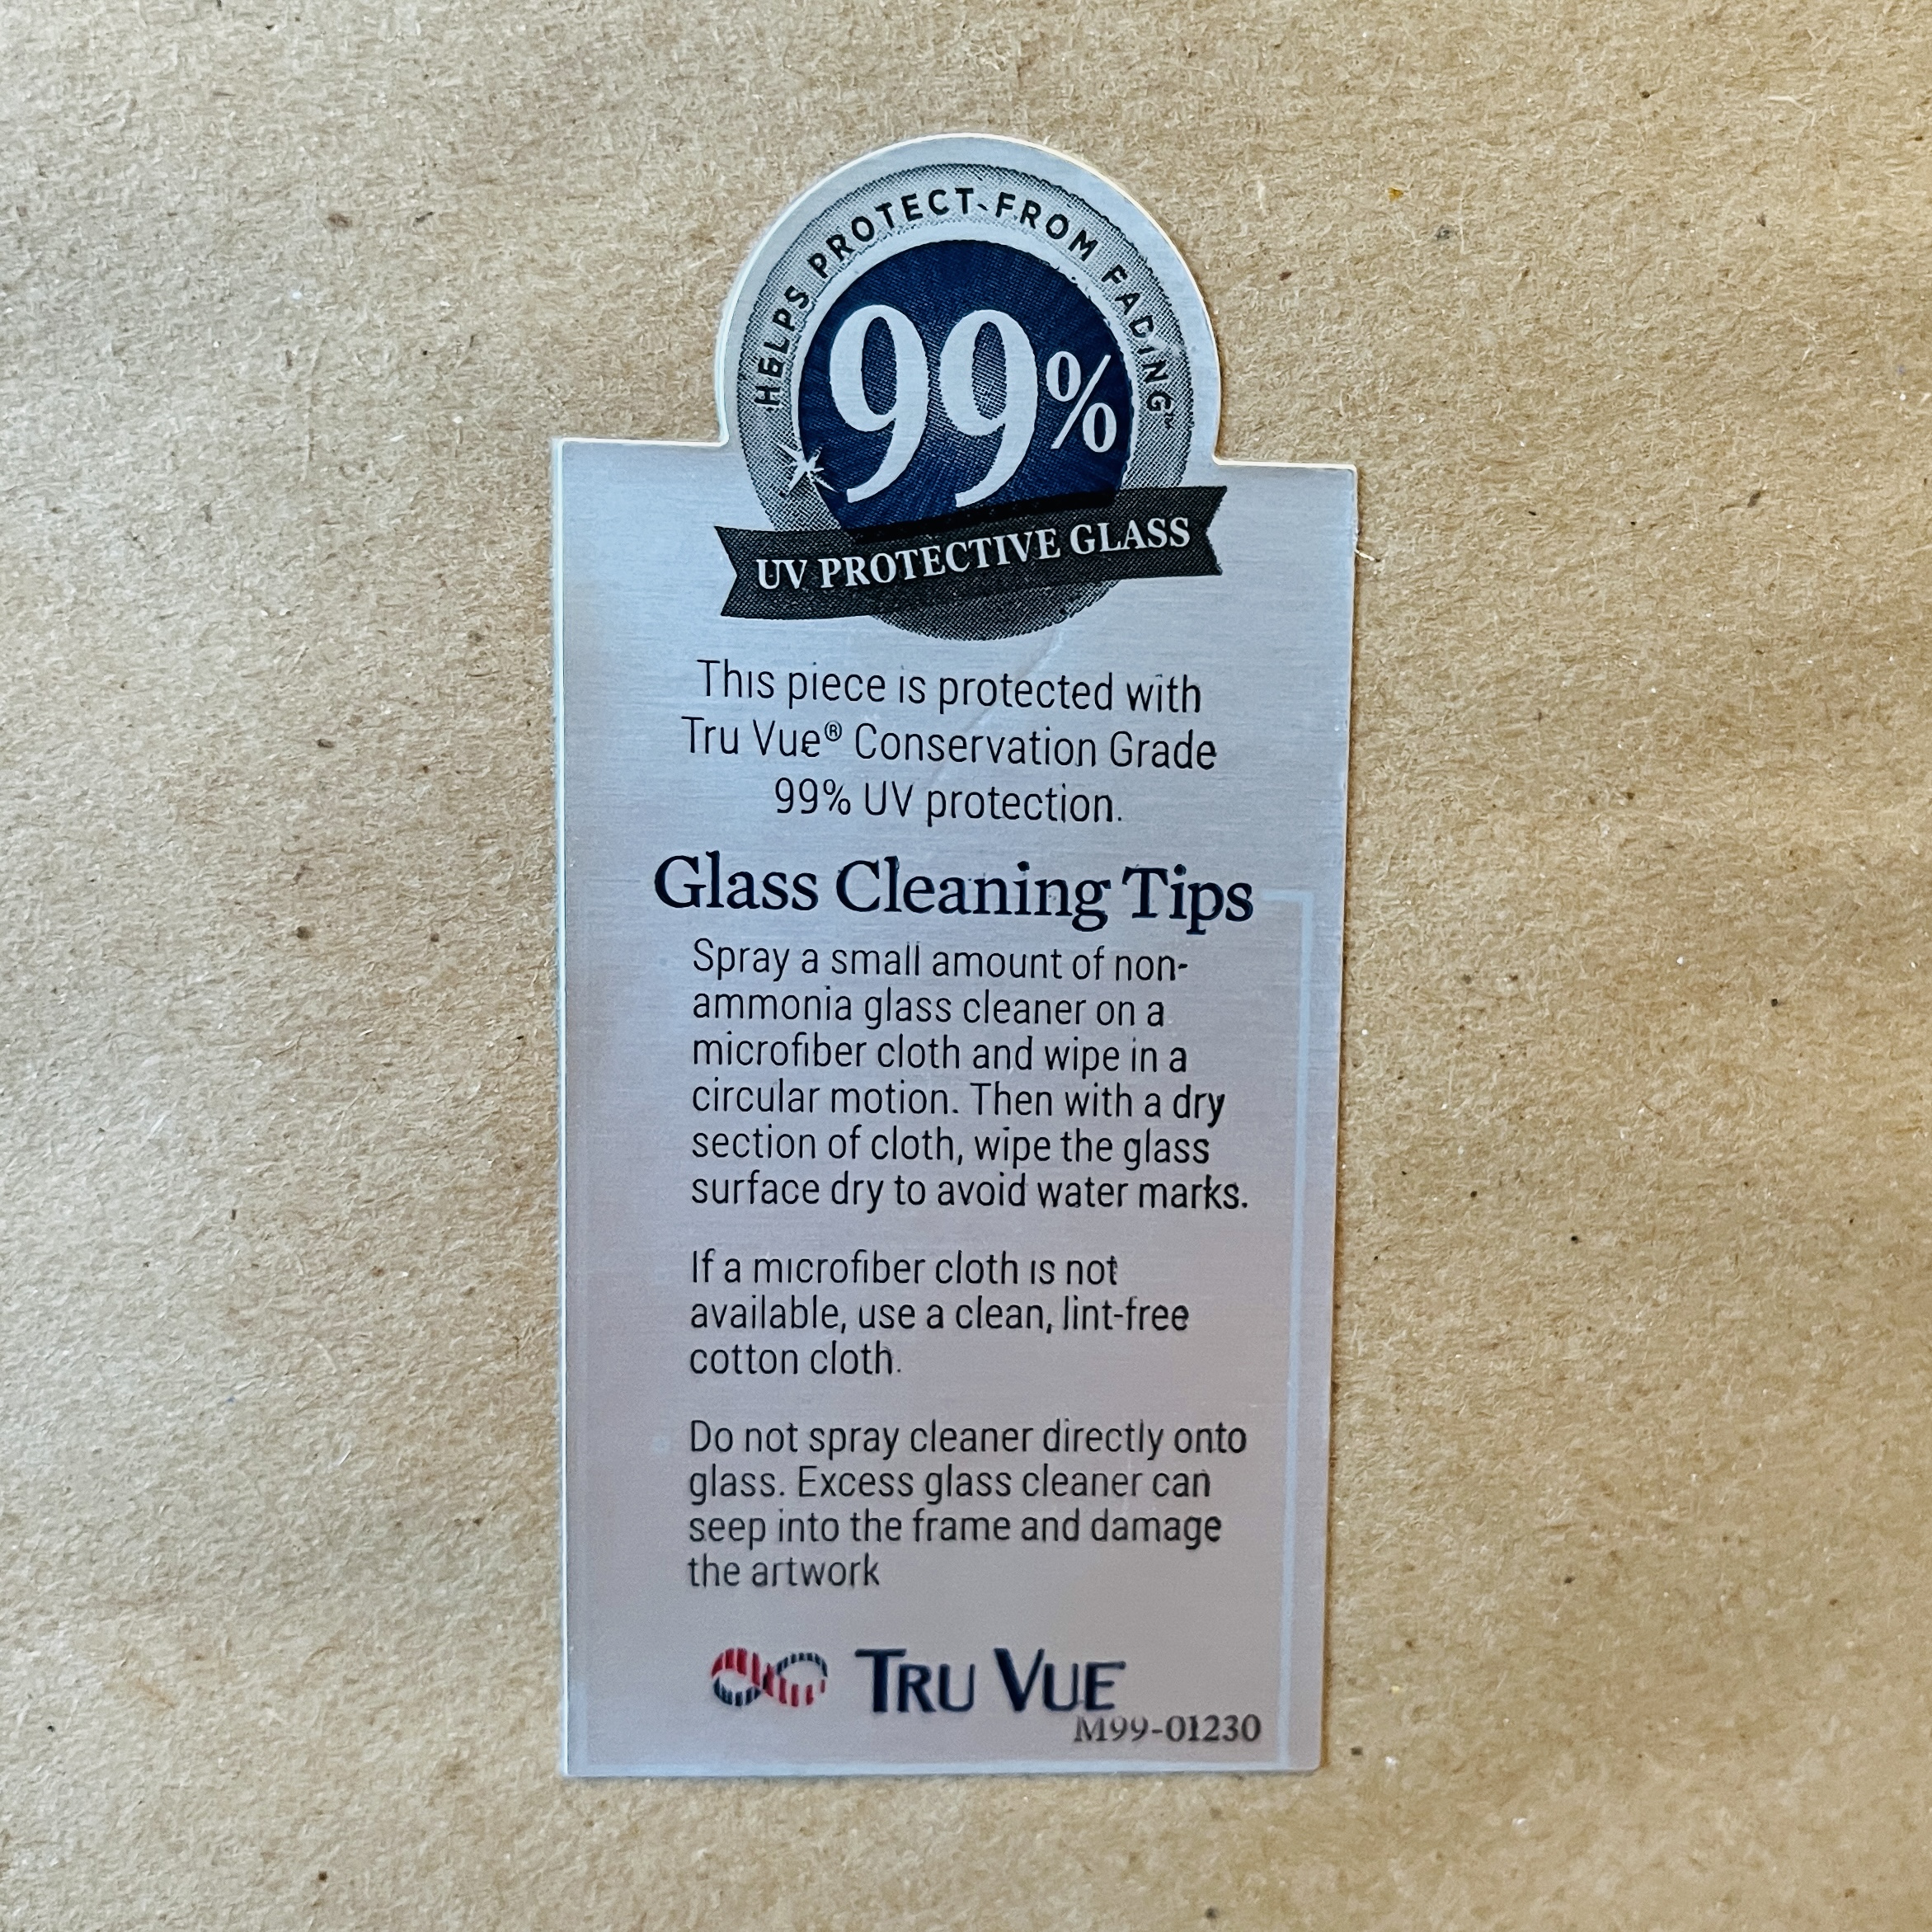 HELPS PROTECT FROM FADING™
99%
UV PROTECTIVE GLASS
This piece is protected with
Tru Vue® Conservation Grade
99% UV protection.
Glass Cleaning Tips
Spray a small amount of non-
ammonia glass cleaner on a
microfiber cloth and wipe in a
circular motion. Then with a dry
section of cloth, wipe the glass
surface dry to avoid water marks.
If a microfiber cloth is not
available, use a clean, lint-free
cotton cloth.
Do not spray cleaner directly onto
glass. Excess glass cleaner can
seep into the frame and damage
the artwork
TRU VUE
M99-01230